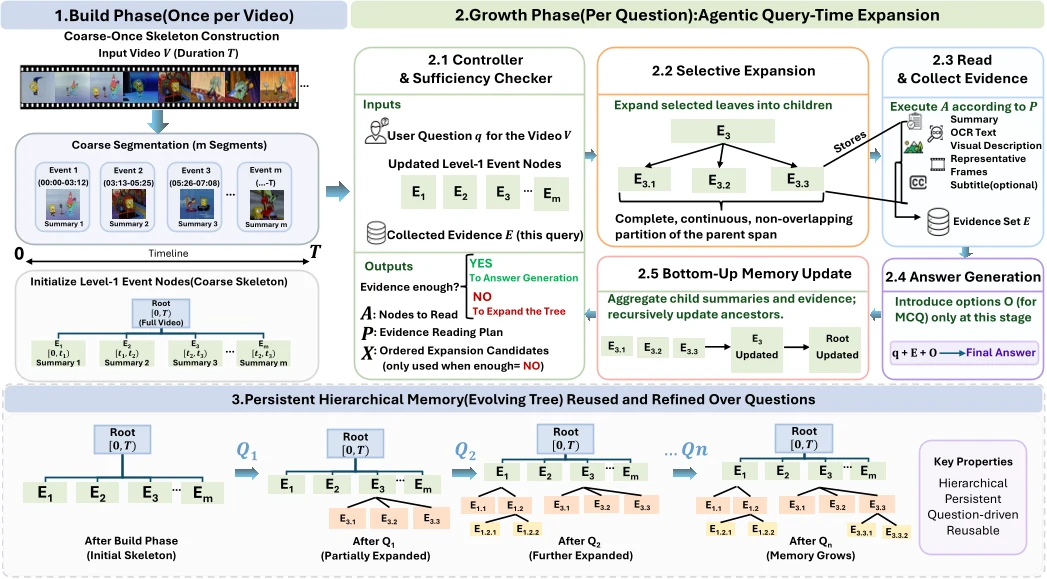 1.Build Phase(Once per Video)
Coarse-Once Skeleton Construction
Input Video V (Duration T)
...
Coarse Segmentation (m Segments)
Event 1
(00:00-03:12)
Summary 1
Event 2
(03:13-05:25)
Summary 2
Event 3
(05:26-07:08)
Summary 3
...
Event m
(...-T)
Summary m
0
Timeline
T
Initialize Level-1 Event Nodes(Coarse Skeleton)
Root
[0,T)
(Full Video)
E1
[0,t1)
Summary 1
E2
[t1,t2)
Summary 2
E3
[t2,t3)
Summary 3
...
Em
[t2,t3)
Summary m
2.Growth Phase(Per Question):Agentic Query-Time Expansion
2.1 Controller
& Sufficiency Checker
Inputs
User Question q for the Video V
Updated Level-1 Event Nodes
E1 E2 E3 ... Em
Collected Evidence E (this query)
Outputs
Evidence enough?
YES
To Answer Generation
NO
To Expand the Tree
A: Nodes to Read
P: Evidence Reading Plan
X: Ordered Expansion Candidates
(only used when enough= NO)
2.2 Selective Expansion
Expand selected leaves into children
E3
E3.1 E3.2 E3.3
Complete, continuous, non-overlapping
partition of the parent span
Stores
2.3 Read
& Collect Evidence
Execute A according to P
Summary
OCR Text
Visual Description
Representative
Frames
CC
Subtitle(optional)
Evidence Set E
2.5 Bottom-Up Memory Update
Aggregate child summaries and evidence;
recursively update ancestors.
E3.1 E3.2 E3.3
E3
Updated
Root
Updated
2.4 Answer Generation
Introduce options O (for
MCQ) only at this stage
q + E + O Final Answer
3.Persistent Hierarchical Memory(Evolving Tree) Reused and Refined Over Questions
Root
[0,T)
E1 E2 E3 ... Em
After Build Phase
(Initial Skeleton)
Q1
Root
[0,T)
E1 E2 E3 ... Em
E3.1 E3.2 E3.3
After Q1
(Partially Expanded)
Q2
Root
[0,T)
E1 E2 E3 ... Em
E1.1 E1.2 E3.1 E3.2 E3.3
E1.2.1 E1.2.2
After Q2
(Further Expanded)
...Qn
Root
[0,T)
E1 E2 E3 ... Em
E1.1 E1.2 E3.1 E3.2 E3.3
E1.2.1 E1.2.2 E3.3.1 E3.3.2
After Qn
(Memory Grows)
Key Properties
Hierarchical
Persistent
Question-driven
Reusable